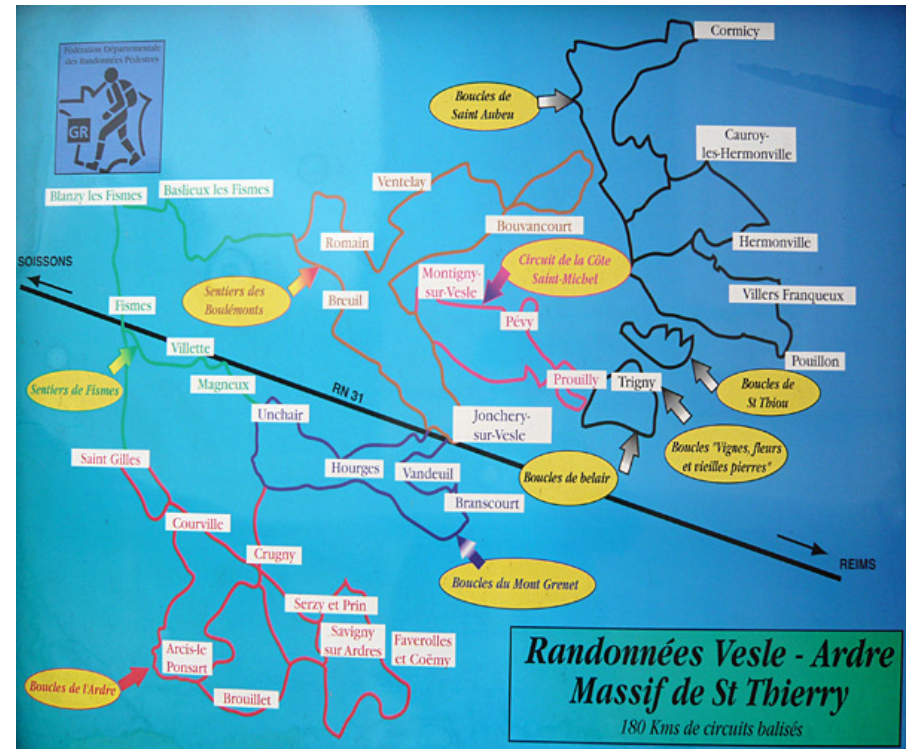 Fédération Départementale
des Randonnées Pédestres
GR
Cormicy
Boucles de
Saint Aubeu
Cauroy-
les-Hermonville
Ventelay
Baslieux les Fismes
Blanzy les Fismes
Bouvancourt
Romain
Hermonville
SOISSONS
Circuit de la Côte
Saint-Michel
Montigny-
sur-Vesle
Sentiers des
Boulémonts
Breuil
Villers Franqueux
Fismes
Pévy
Villette
Pouillon
Sentiers de Fismes
Magneux
RN 31
Prouilly
Trigny
Boucles de
St Thiou
Unchair
Jonchery-
sur-Vesle
Boucles "Vignes, fleurs
et vieilles pierres"
Saint Gilles
Hourges
Vandeuil
Boucles de belair
Branscourt
Courville
Crugny
REIMS
Boucles du Mont Grenet
Serzy et Prin
Savigny
sur Ardres
Faverolles
et Coëmy
Arcis-le
Ponsart
Boucles de l'Ardre
Brouillet
Randonnées Vesle - Ardre
Massif de St Thierry
180 Kms de circuits balisés